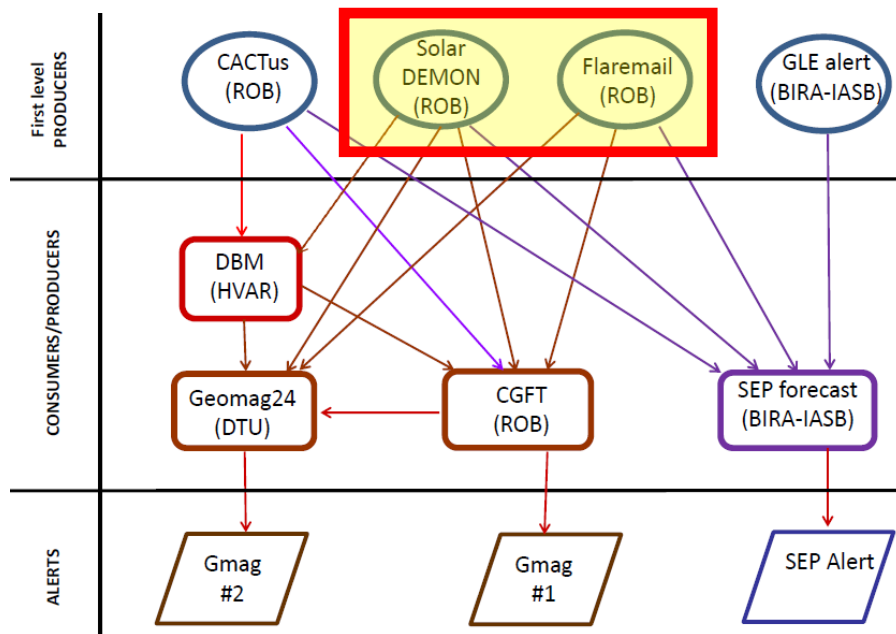 First level
PRODUCERS
CACTus
(ROB)
Solar
DEMON
(ROB)
Flaremail
(ROB)
GLE alert
(BIRA-IASB)
CONSUMERS/PRODUCERS
DBM
(HVAR)
Geomag24
(DTU)
CGFT
(ROB)
SEP forecast
(BIRA-IASB)
ALERTS
Gmag
#2
Gmag
#1
SEP Alert